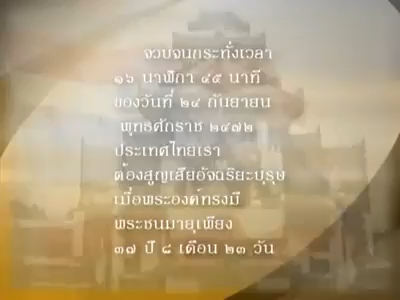 จวบจนกระทั่งเวลา
๑๖ นาฬิกา ๔๕ นาที
ของวันที่ ๒๔ กันยายน
พุทธศักราช ๒๔๗๒
ประเทศไทยเรา
ต้องสูญเสียอัจฉริยะบุรุษ
เมื่อพระองค์ทรงมี
พระชนมายุเพียง
๓๗ ปี ๘ เดือน ๒๓ วัน